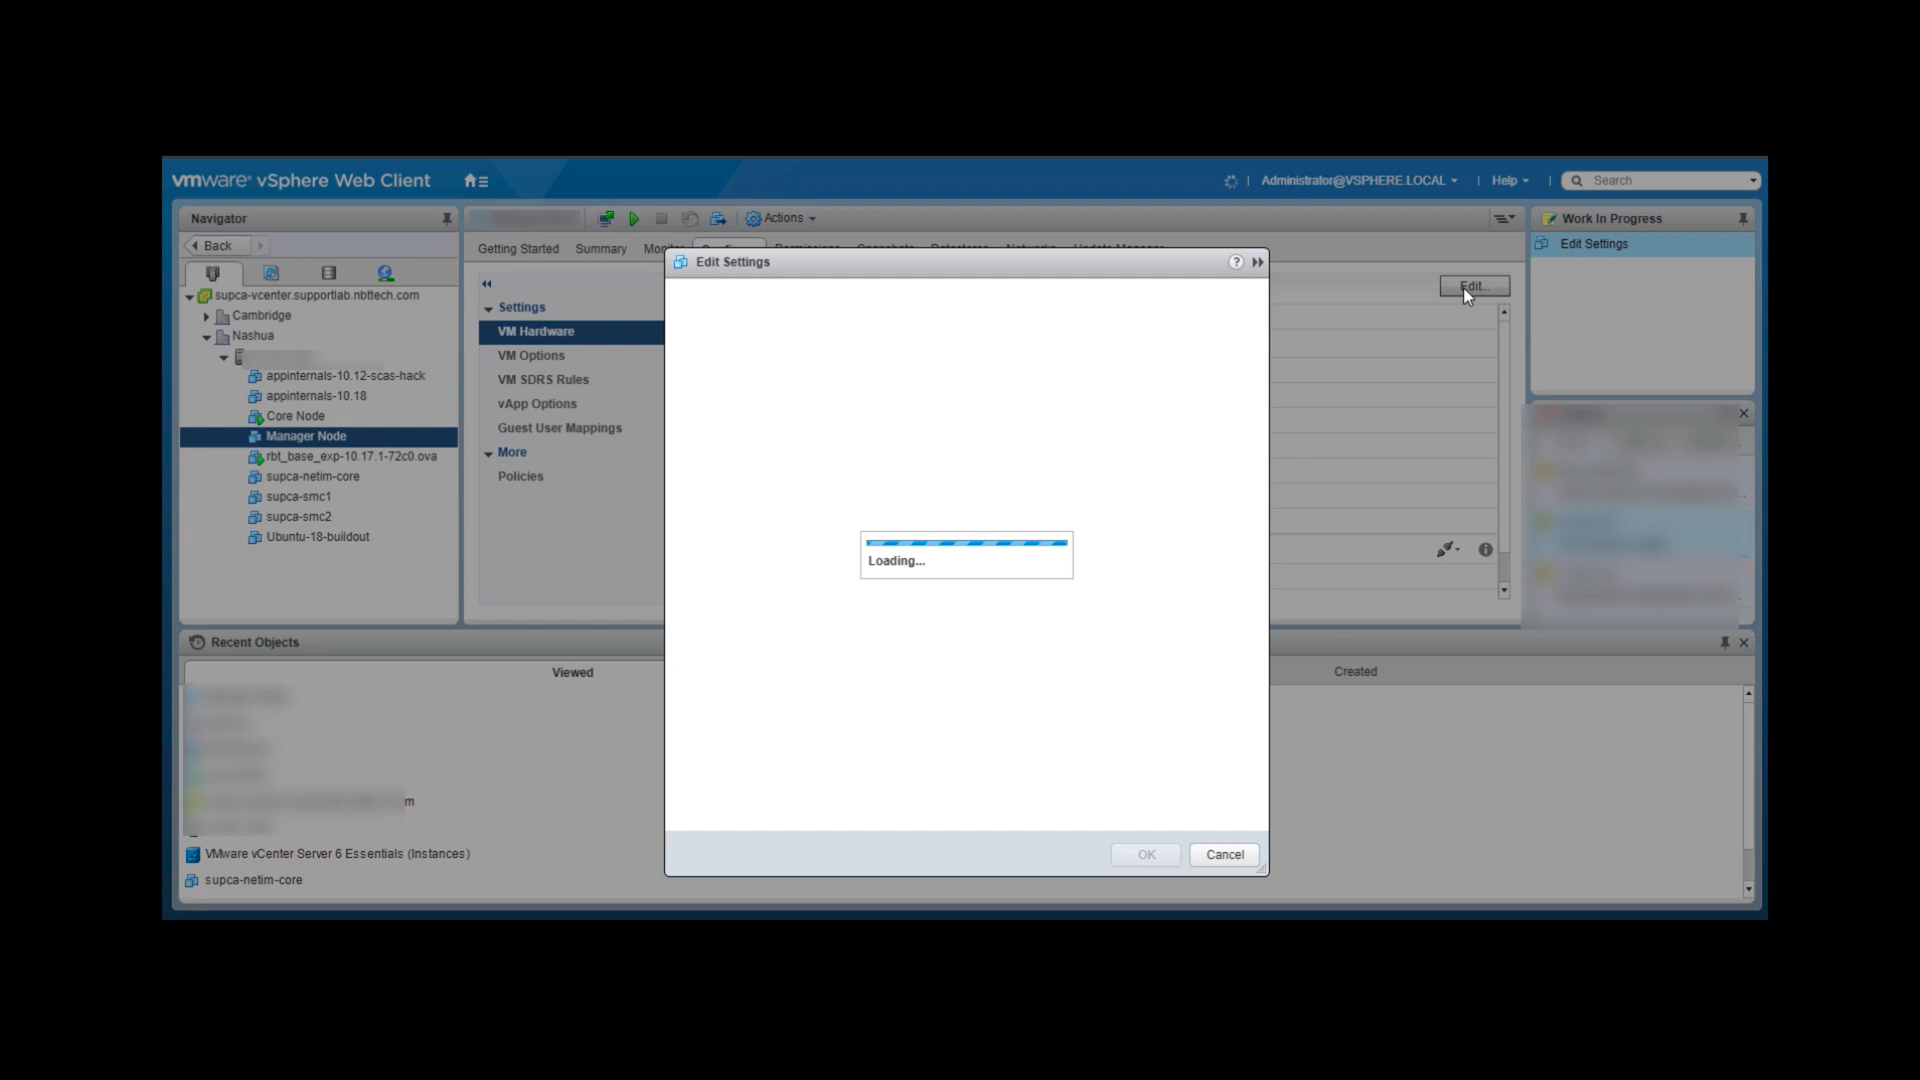 vmware® vSphere Web Client
Administrator@VSPHERE.LOCAL
Help
Search
Navigator
Actions
Work In Progress
Back
Getting Started
Summary
Edit Settings
Edit Settings
Edit...
supca-vcenter.supportlab.nbttech.com
Cambridge
Nashua
appinternals-10.12-scas-hack
appinternals-10.18
Core Node
Manager Node
rbt_base_exp-10.17.1-72c0.ova
supca-netim-core
supca-smc1
supca-smc2
Ubuntu-18-buildout
Settings
VM Hardware
VM Options
VM SDRS Rules
vApp Options
Guest User Mappings
More
Policies
Loading...
Recent Objects
Viewed
Created
VMware vCenter Server 6 Essentials (Instances)
supca-netim-core
OK
Cancel